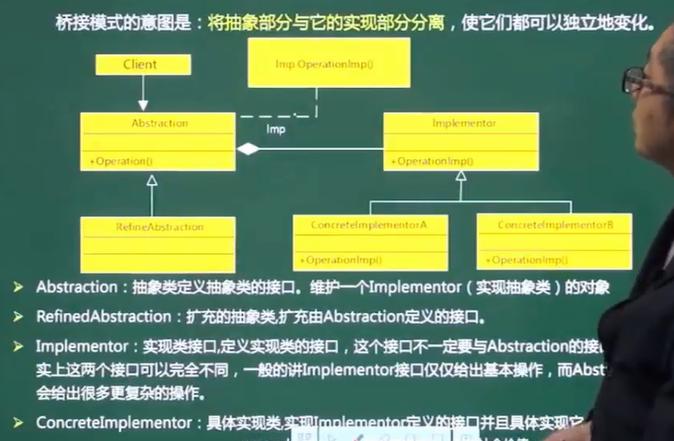 桥接模式的意图是：将抽象部分与它的实现部分分离，使它们都可以独立地变化。
Client
Imp.OperationImp()
Abstraction
+Operation()
Imp
Implementor
+OperationImp()
RefineAbstraction
ConcreteImplementorA
+OperationImp()
ConcreteImplementorB
+OperationImp()
➢ Abstraction：抽象类定义抽象类的接口。维护一个Implementor（实现抽象类）的对象
➢ RefinedAbstraction：扩充的抽象类,扩充由Abstraction定义的接口。
➢ Implementor：实现类接口,定义实现类的接口，这个接口不一定要与Abstraction的接
实上这两个接口可以完全不同，一般的讲Implementor接口仅仅给出基本操作，而Abst
会给出很多更复杂的操作。
➢ ConcreteImplementor：具体实现类,实现Implementor定义的接口并且具体实现它